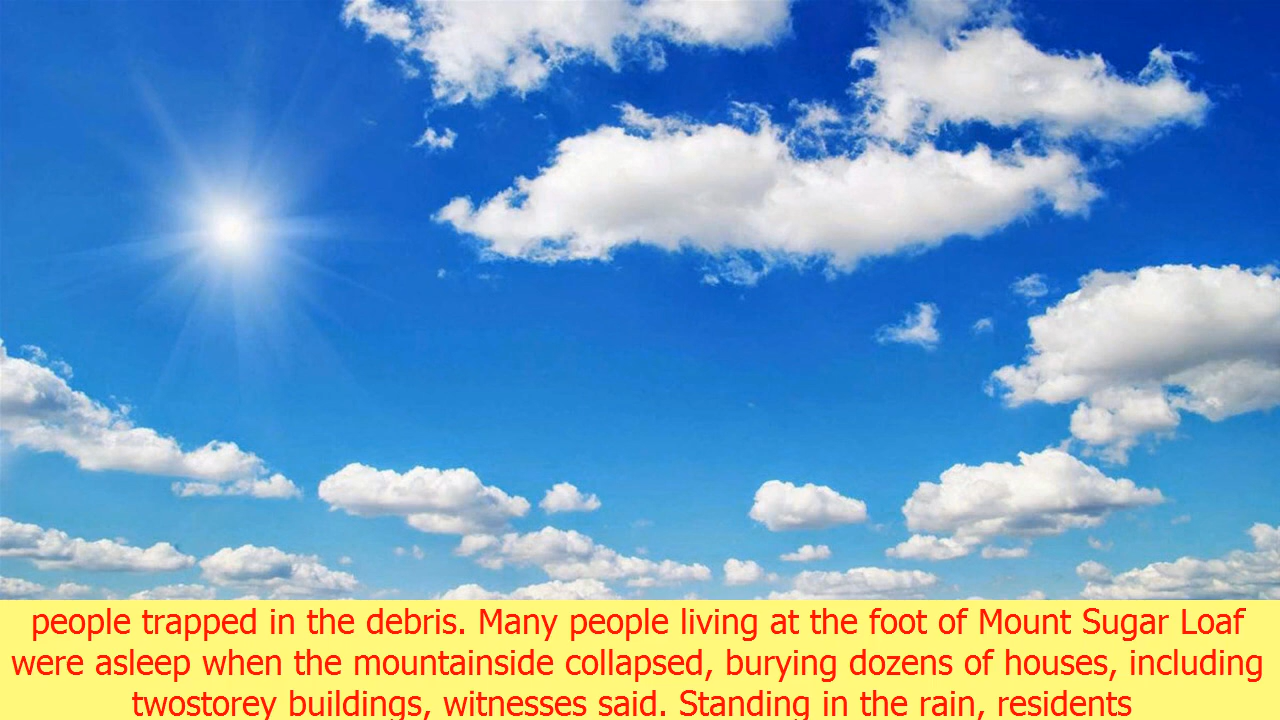 people trapped in the debris. Many people living at the foot of Mount Sugar Loaf
were asleep when the mountainside collapsed, burying dozens of houses, including
twostorey buildings, witnesses said. Standing in the rain, residents